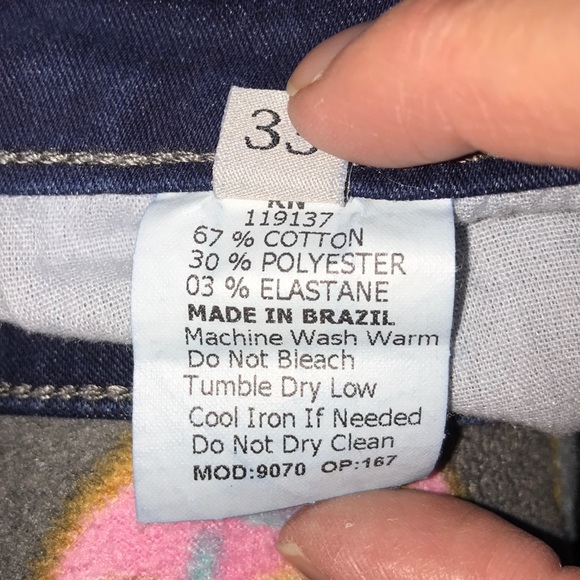 RN
119137
67 % COTTON
30 % POLYESTER
03 % ELASTANE
MADE IN BRAZIL
Machine Wash Warm
Do Not Bleach
Tumble Dry Low
Cool Iron If Needed
Do Not Dry Clean
MOD:9070 OP:167